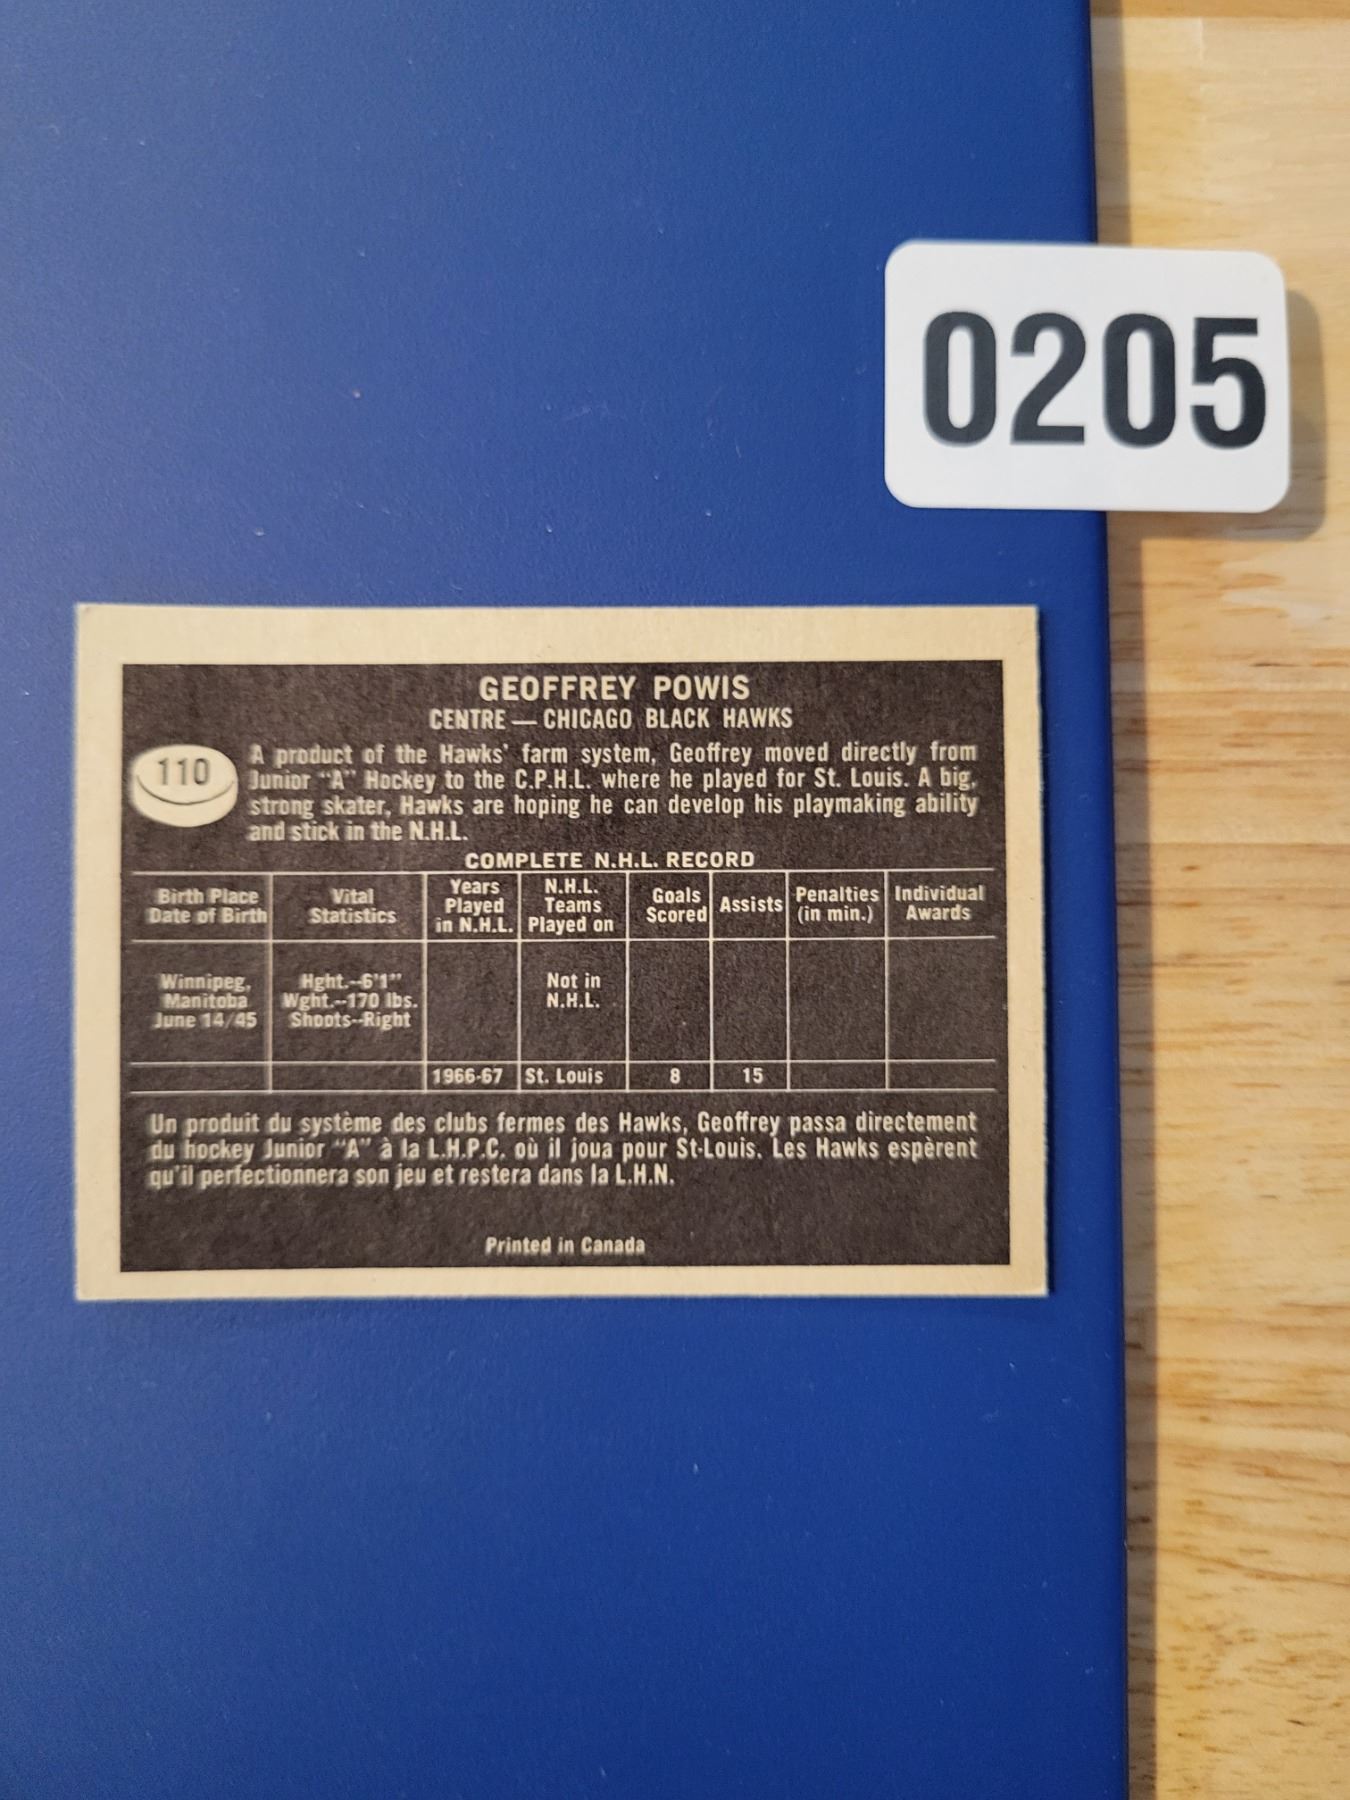 0205
GEOFFREY POWIS
CENTRE — CHICAGO BLACK HAWKS
110
A product of the Hawks' farm system, Geoffrey moved directly from
Junior "A" Hockey to the C.P.H.L. where he played for St. Louis. A big,
strong skater, Hawks are hoping he can develop his playmaking ability
and stick in the N.H.L.
COMPLETE N.H.L. RECORD
Birth Place
Date of Birth
Vital
Statistics
Years
Played
in N.H.L.
N.H.L.
Teams
Played on
Goals
Scored
Assists
Penalties
(in min.)
Individual
Awards
Winnipeg,
Manitoba
June 14/45
Hght.--6'1"
Wght.--170 lbs.
Shoots--Right
Not in
N.H.L.
1966-67 St. Louis 8 15
Un produit du système des clubs fermes des Hawks, Geoffrey passa directement
du hockey Junior "A" à la L.H.P.C. où il joua pour St-Louis. Les Hawks espèrent
qu'il perfectionnera son jeu et restera dans la L.H.N.
Printed in Canada